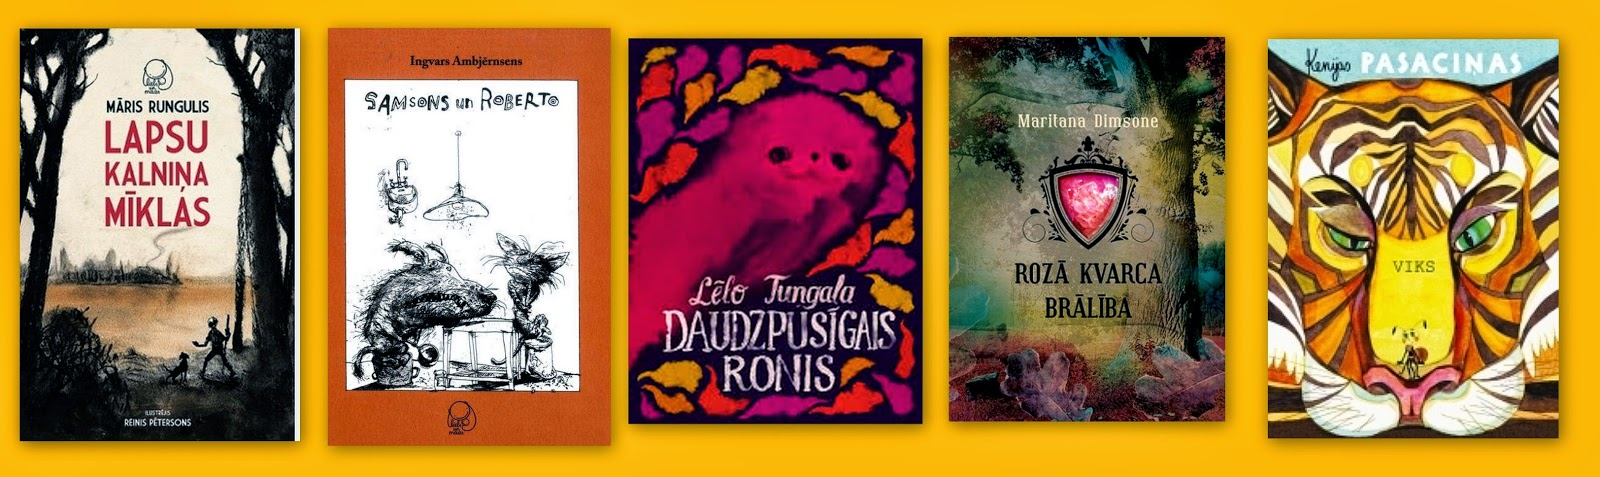 MĀRIS RUNGULIS
LAPSU
KALNIŅA
MĪKLAS
ILUSTRĒJIS
REINIS PĒTERSONS
Ingvars Ambjērnsens
SAMSONS un ROBERTO
Lēlo Tungala
DAUDZPUSĪGAIS
RONIS
Maritana Dimsone
ROZĀ KVARCA
BRĀLĪBA
Kenijas PASACIŅAS
VIKS